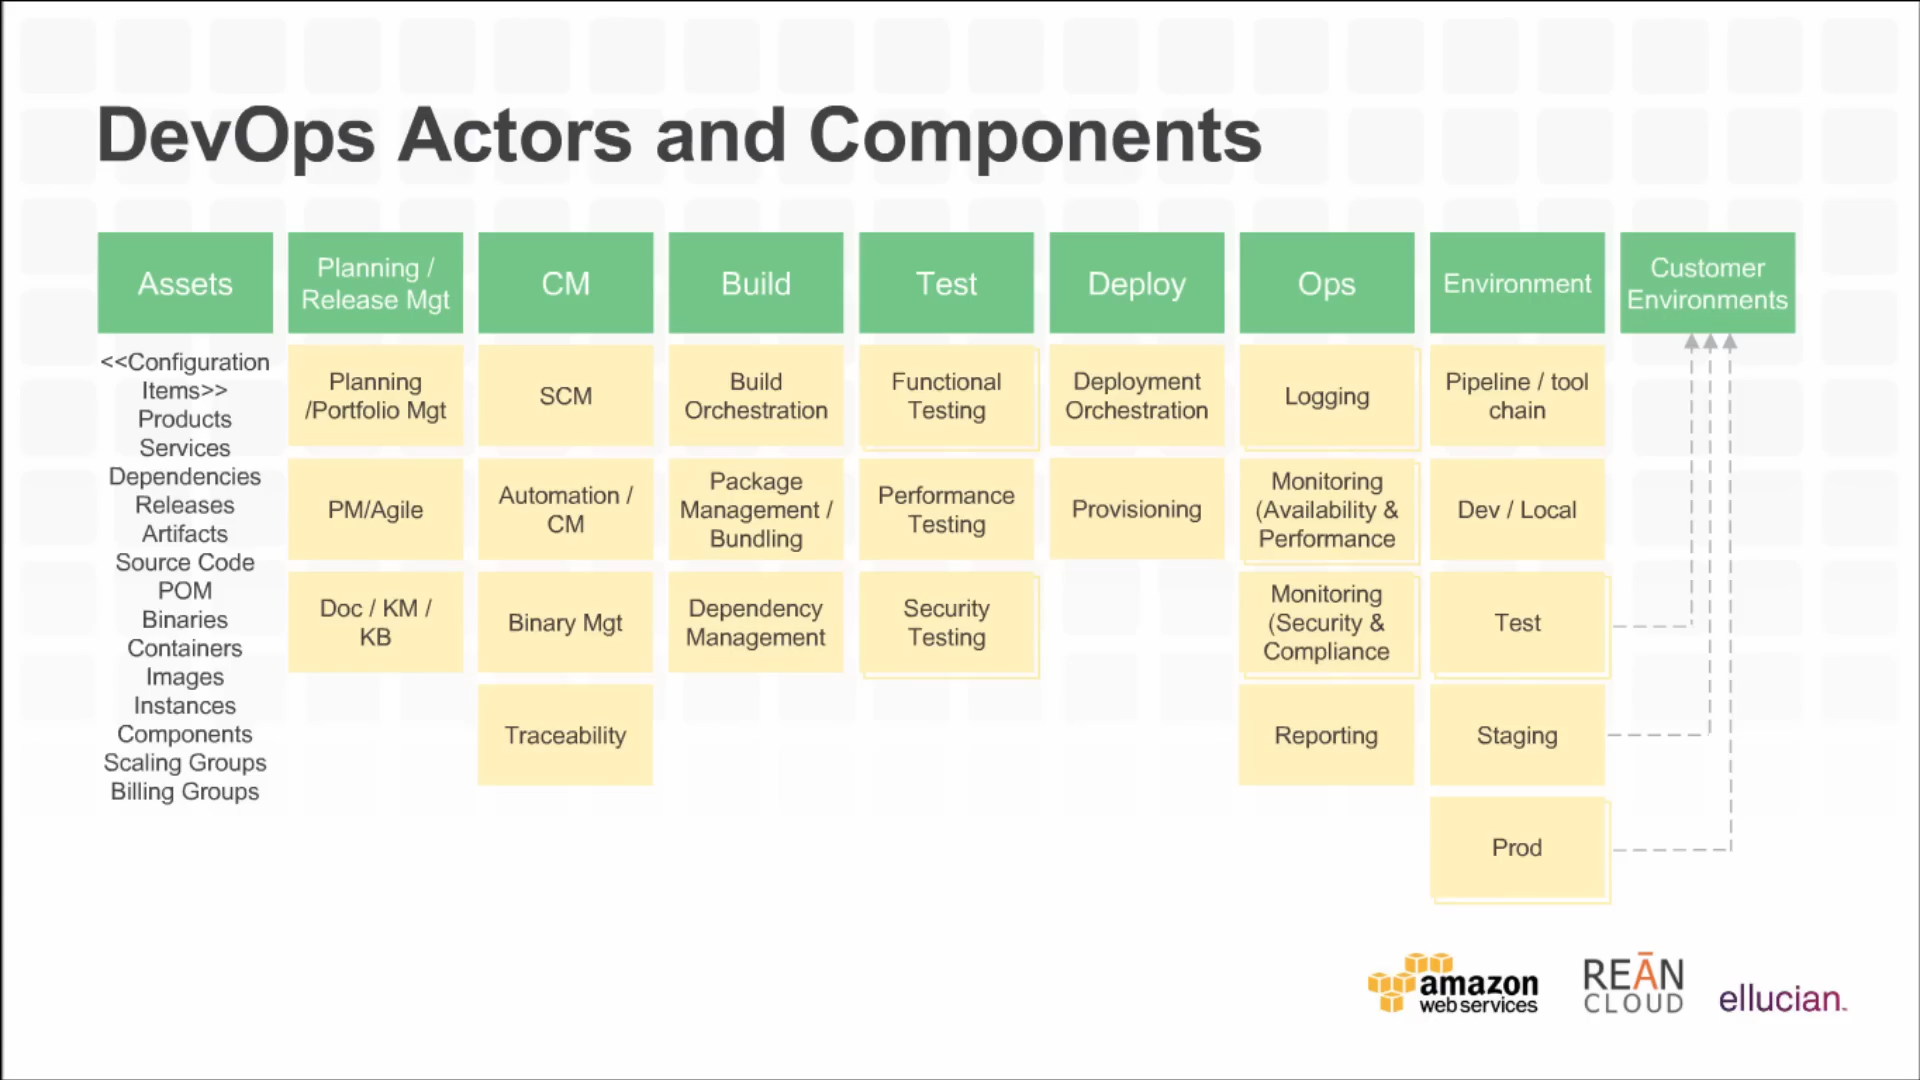 DevOps Actors and Components
Assets
Planning /
Release Mgt
CM
Build
Test
Deploy
Ops
Environment
Customer
Environments
<<Configuration
Items>>
Products
Services
Dependencies
Releases
Artifacts
Source Code
POM
Binaries
Containers
Images
Instances
Components
Scaling Groups
Billing Groups
Planning
/Portfolio Mgt
PM/Agile
Doc / KM /
KB
SCM
Automation /
CM
Binary Mgt
Traceability
Build
Orchestration
Package
Management /
Bundling
Dependency
Management
Functional
Testing
Performance
Testing
Security
Testing
Deployment
Orchestration
Provisioning
Logging
Monitoring
(Availability &
Performance
Monitoring
(Security &
Compliance
Reporting
Pipeline / tool
chain
Dev / Local
Test
Staging
Prod
amazon
webservices
REĀN
CLOUD
ellucian